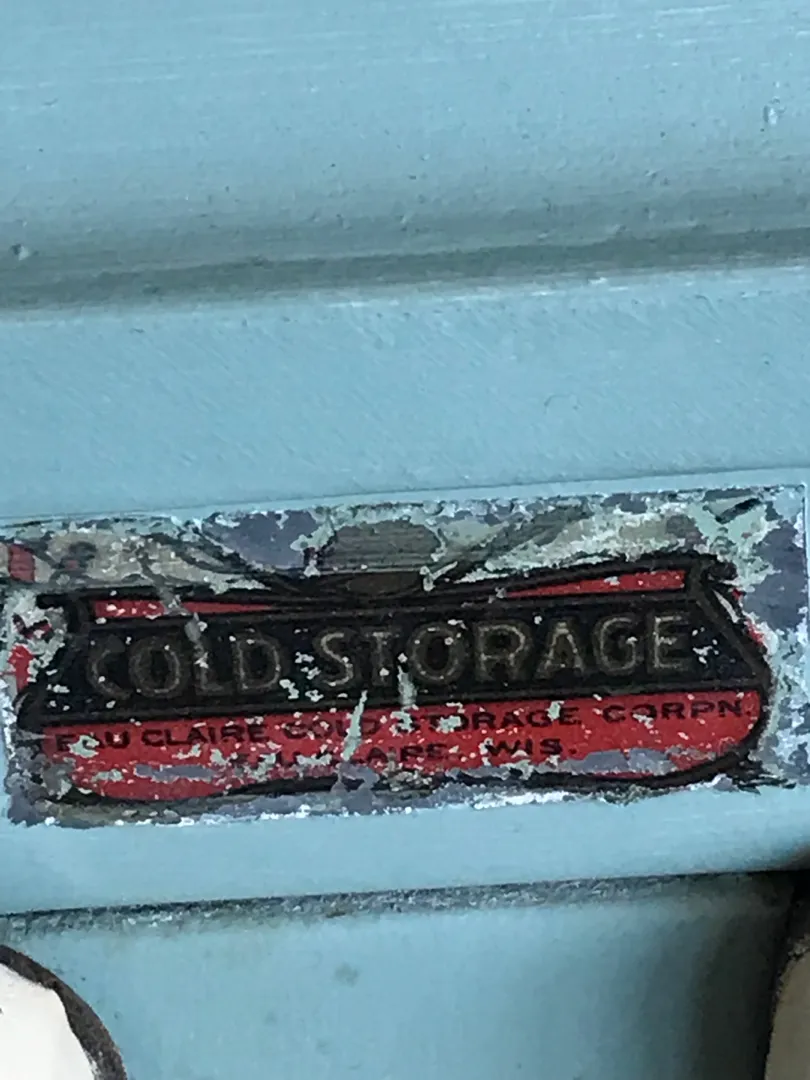 COLD STORAGE
EAU CLAIRE COLD STORAGE CORPN.
EAU CLAIRE, WIS.